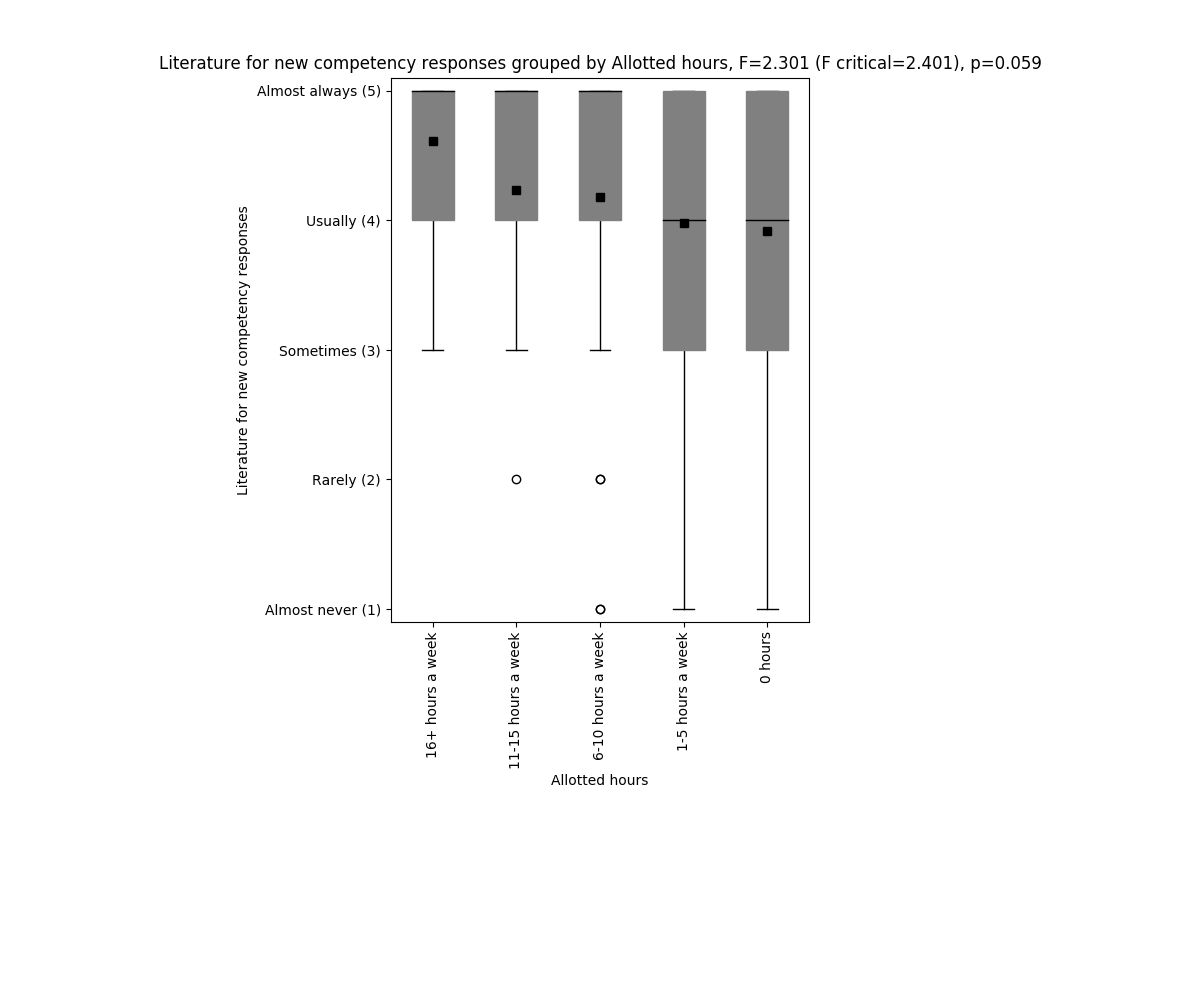 Literature for new competency responses grouped by Allotted hours, F=2.301 (F critical=2.401), p=0.059
Almost always (5)
Usually (4)
Sometimes (3)
Rarely (2)
Almost never (1)
Literature for new competency responses
16+ hours a week
11-15 hours a week
6-10 hours a week
1-5 hours a week
0 hours
Allotted hours